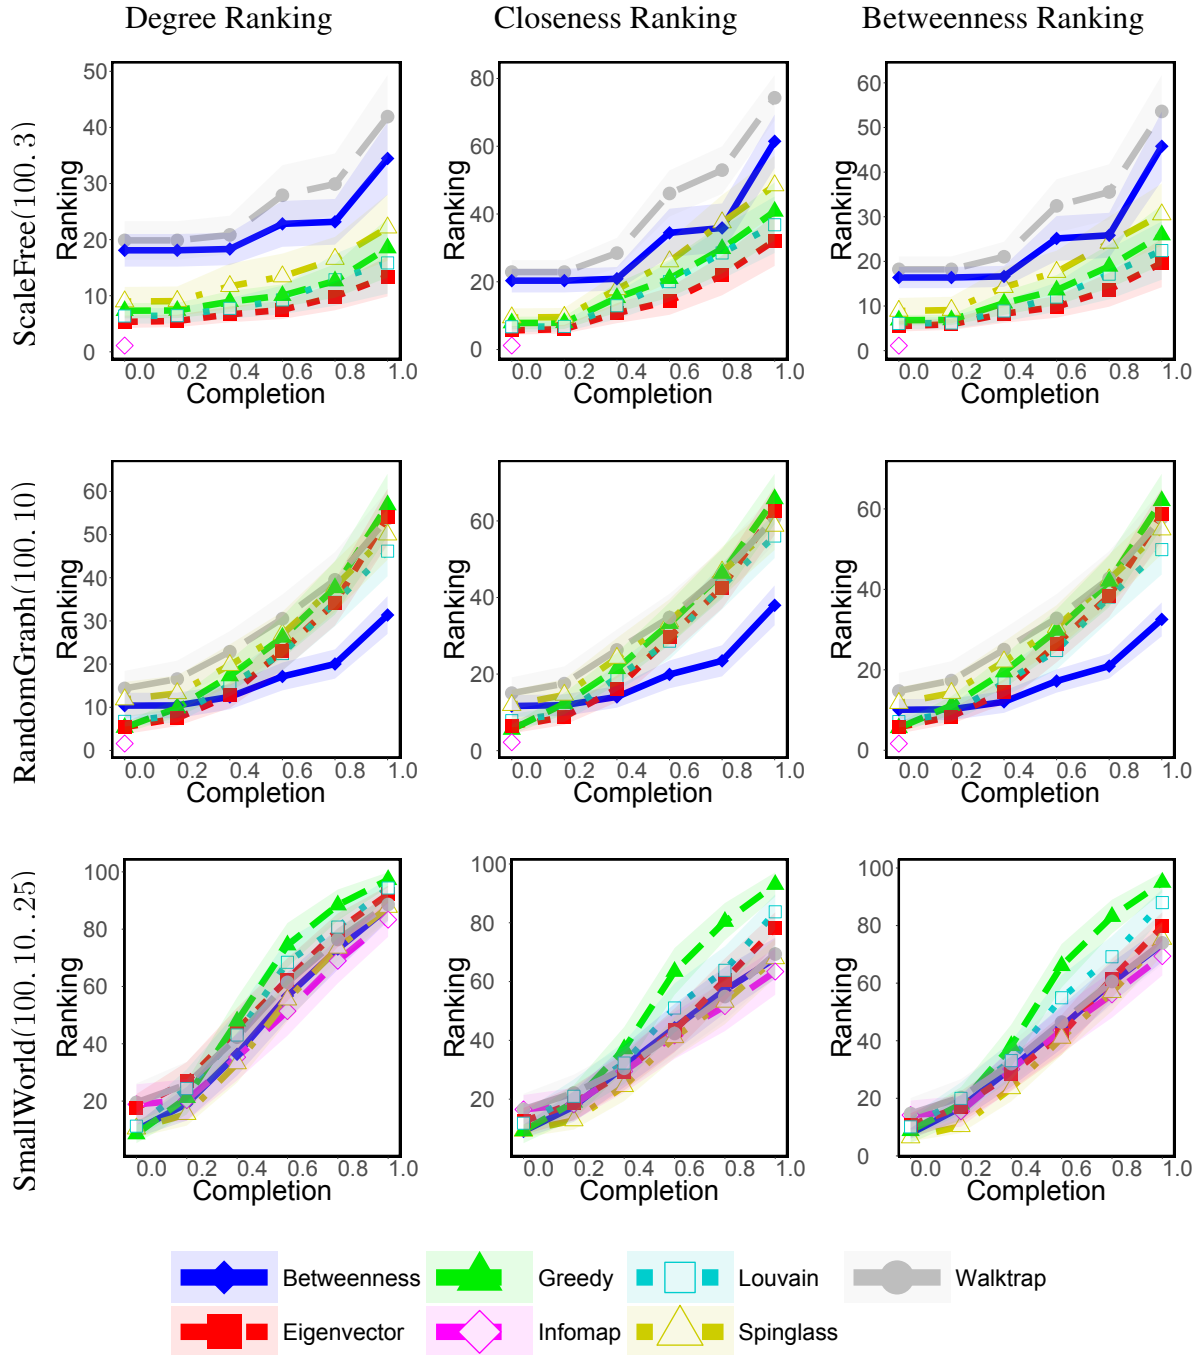 Degree Ranking Closeness Ranking Betweenness Ranking
ScaleFree(100. 3)
Ranking
50
40
30
20
10
0
0.0 0.2 0.4 0.6 0.8 1.0
Completion
Ranking
80
60
40
20
0
0.0 0.2 0.4 0.6 0.8 1.0
Completion
Ranking
60
50
40
30
20
10
0
0.0 0.2 0.4 0.6 0.8 1.0
Completion
RandomGraph(100. 10)
Ranking
60
50
40
30
20
10
0
0.0 0.2 0.4 0.6 0.8 1.0
Completion
Ranking
60
40
20
0
0.0 0.2 0.4 0.6 0.8 1.0
Completion
Ranking
60
40
20
0
0.0 0.2 0.4 0.6 0.8 1.0
Completion
SmallWorld(100. 10. .25)
Ranking
100
80
60
40
20
0.0 0.2 0.4 0.6 0.8 1.0
Completion
Ranking
100
80
60
40
20
0.0 0.2 0.4 0.6 0.8 1.0
Completion
Ranking
100
80
60
40
20
0
0.0 0.2 0.4 0.6 0.8 1.0
Completion
Betweenness Greedy Louvain Walktrap
Eigenvector Infomap Spinglass